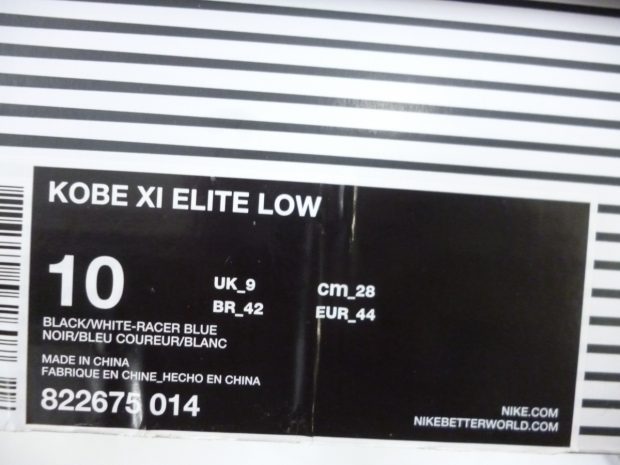 KOBE XI ELITE LOW
10
UK_9
cm_28
BR_42
EUR_44
BLACK/WHITE-RACER BLUE
NOIR/BLEU COUREUR/BLANC
MADE IN CHINA
FABRIQUE EN CHINE_HECHO EN CHINA
822675 014
NIKE.COM
NIKEBETTERWORLD.COM